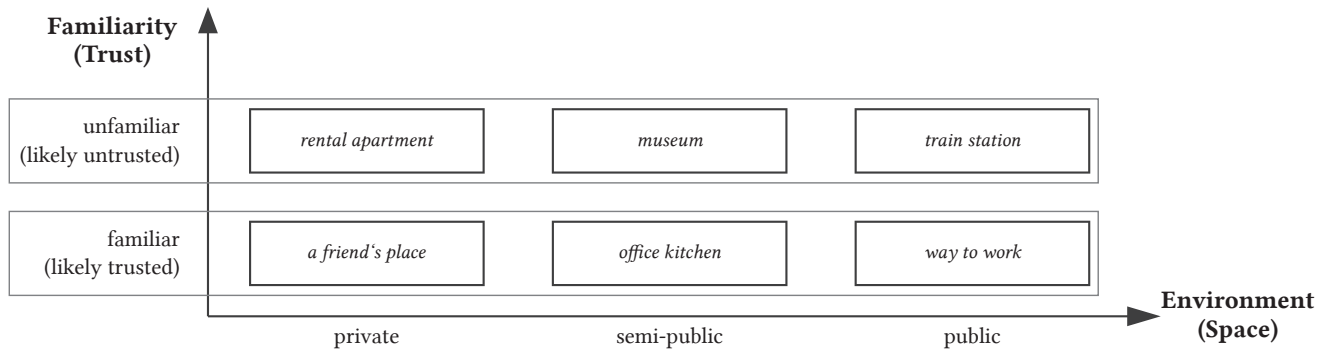 Familiarity
(Trust)
unfamiliar
(likely untrusted)
rental apartment
museum
train station
familiar
(likely trusted)
a friend‘s place
office kitchen
way to work
private
semi-public
public
Environment
(Space)